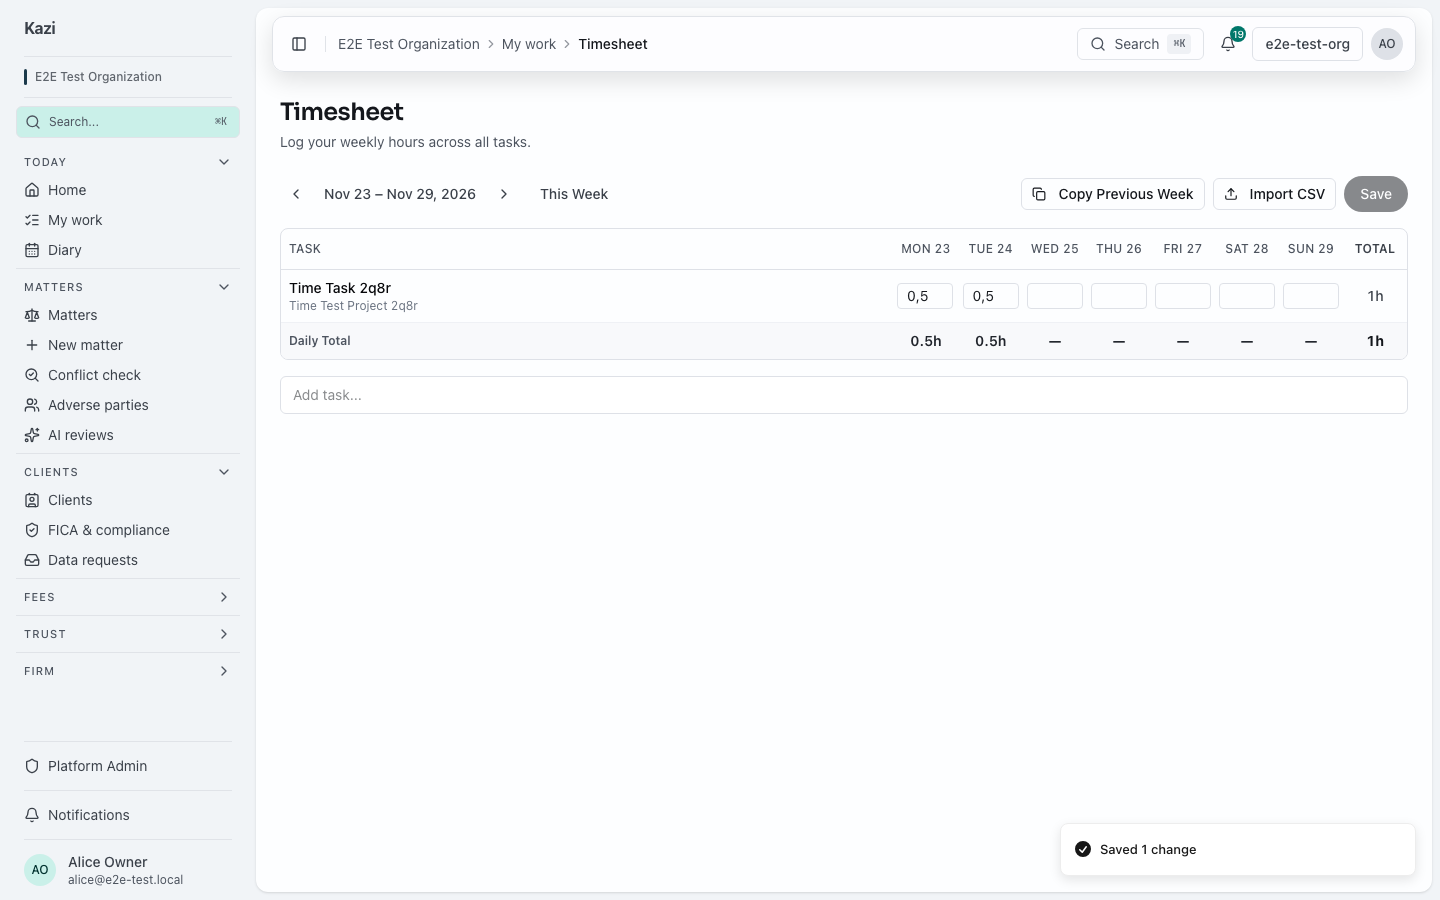 Kazi
E2E Test Organization
Search... ⌘K
TODAY
Home
My work
Diary
MATTERS
Matters
New matter
Conflict check
Adverse parties
AI reviews
CLIENTS
Clients
FICA & compliance
Data requests
FEES
TRUST
FIRM
Platform Admin
Notifications
AO Alice Owner
alice@e2e-test.local
E2E Test Organization > My work > Timesheet
Search ⌘K 19 e2e-test-org AO
Timesheet
Log your weekly hours across all tasks.
Nov 23 – Nov 29, 2026 This Week Copy Previous Week Import CSV Save
TASK MON 23 TUE 24 WED 25 THU 26 FRI 27 SAT 28 SUN 29 TOTAL
Time Task 2q8r 0,5 0,5 1h
Time Test Project 2q8r
Daily Total 0.5h 0.5h — — — — — 1h
Add task...
Saved 1 change